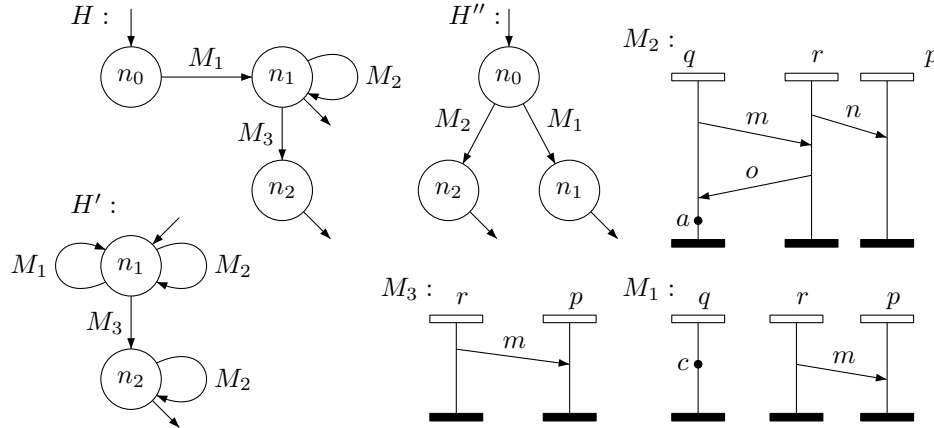 H :
n₀
M₁
n₁
M₂
M₃
n₂
H′ :
n₁
M₁
M₂
M₃
n₂
M₂
H″ :
n₀
M₂
M₁
n₂
n₁
M₂ :
q
r
p
m
n
o
a
M₃ :
r
p
m
M₁ :
q
r
p
c
m